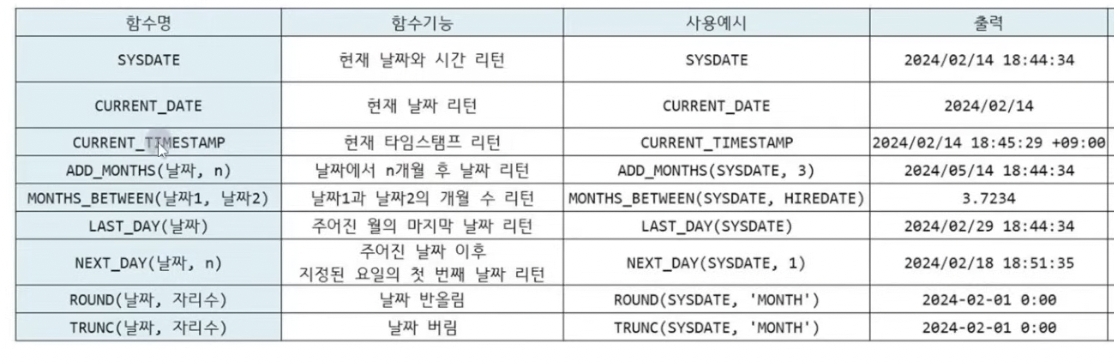 함수명 함수기능 사용예시 출력
SYSDATE 현재 날짜와 시간 리턴 SYSDATE 2024/02/14 18:44:34
CURRENT_DATE 현재 날짜 리턴 CURRENT_DATE 2024/02/14
CURRENT_TIMESTAMP 현재 타임스탬프 리턴 CURRENT_TIMESTAMP 2024/02/14 18:45:29 +09:00
ADD_MONTHS(날짜, n) 날짜에서 n개월 후 날짜 리턴 ADD_MONTHS(SYSDATE, 3) 2024/05/14 18:44:34
MONTHS_BETWEEN(날짜1, 날짜2) 날짜1과 날짜2의 개월 수 리턴 MONTHS_BETWEEN(SYSDATE, HIREDATE) 3.7234
LAST_DAY(날짜) 주어진 월의 마지막 날짜 리턴 LAST_DAY(SYSDATE) 2024/02/29 18:44:34
NEXT_DAY(날짜, n) 주어진 날짜 이후
지정된 요일의 첫 번째 날짜 리턴 NEXT_DAY(SYSDATE, 1) 2024/02/18 18:51:35
ROUND(날짜, 자리수) 날짜 반올림 ROUND(SYSDATE, 'MONTH') 2024-02-01 0:00
TRUNC(날짜, 자리수) 날짜 버림 TRUNC(SYSDATE, 'MONTH') 2024-02-01 0:00